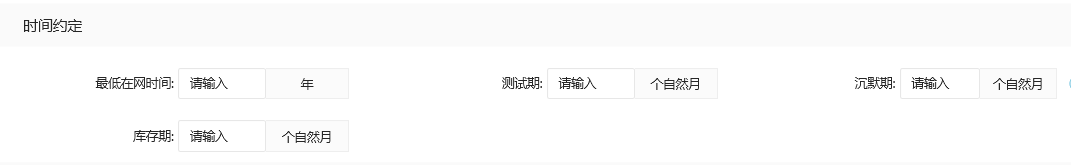 时间约定
最低在网时间: 请输入 年 测试期: 请输入 个自然月 沉默期: 请输入 个自然月
库存期: 请输入 个自然月